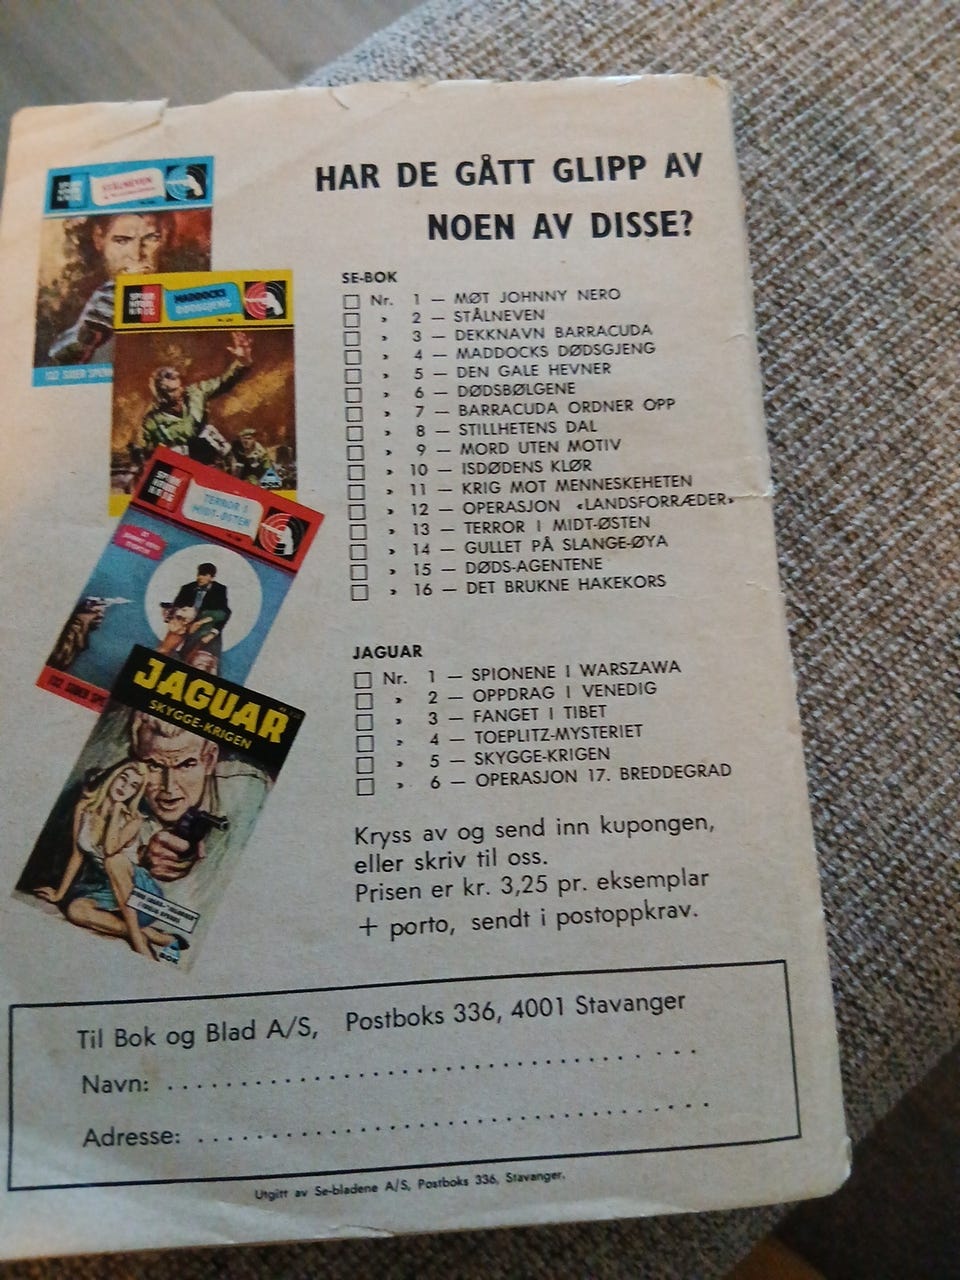 HAR DE GÅTT GLIPP AV
NOEN AV DISSE?
SE-BOK
Nr. 1 — MØT JOHNNY NERO
» 2 — STÅLNEVEN
» 3 — DEKKNAVN BARRACUDA
» 4 — MADDOCKS DØDSGJENG
» 5 — DEN GALE HEVNER
» 6 — DØDSBØLGENE
» 7 — BARRACUDA ORDNER OPP
» 8 — STILLHETENS DAL
» 9 — MORD UTEN MOTIV
» 10 — ISDØDENS KLØR
» 11 — KRIG MOT MENNESKEHETEN
» 12 — OPERASJON «LANDSFORRÆDER»
» 13 — TERROR I MIDT-ØSTEN
» 14 — GULLET PÅ SLANGE-ØYA
» 15 — DØDS-AGENTENE
» 16 — DET BRUKNE HAKEKORS
JAGUAR
Nr. 1 — SPIONENE I WARSZAWA
» 2 — OPPDRAG I VENEDIG
» 3 — FANGET I TIBET
» 4 — TOEPLITZ-MYSTERIET
» 5 — SKYGGE-KRIGEN
» 6 — OPERASJON 17. BREDDEGRAD
Kryss av og send inn kupongen,
eller skriv til oss.
Prisen er kr. 3,25 pr. eksemplar
+ porto, sendt i postoppkrav.
STÅLNEVEN
132 SIDER
MADDOCKS
DØDSGJENG
TERROR I
MIDT-ØSTEN
132 SIDER
JAGUAR
SKYGGE-KRIGEN
BOK
Til Bok og Blad A/S, Postboks 336, 4001 Stavanger
Navn: . . . . . . . . . . . . . . . . . . . . . . . . . . . . . . . . .
Adresse: . . . . . . . . . . . . . . . . . . . . . . . . . . . . . . .
Utgitt av Se-bladene A/S, Postboks 336, Stavanger.